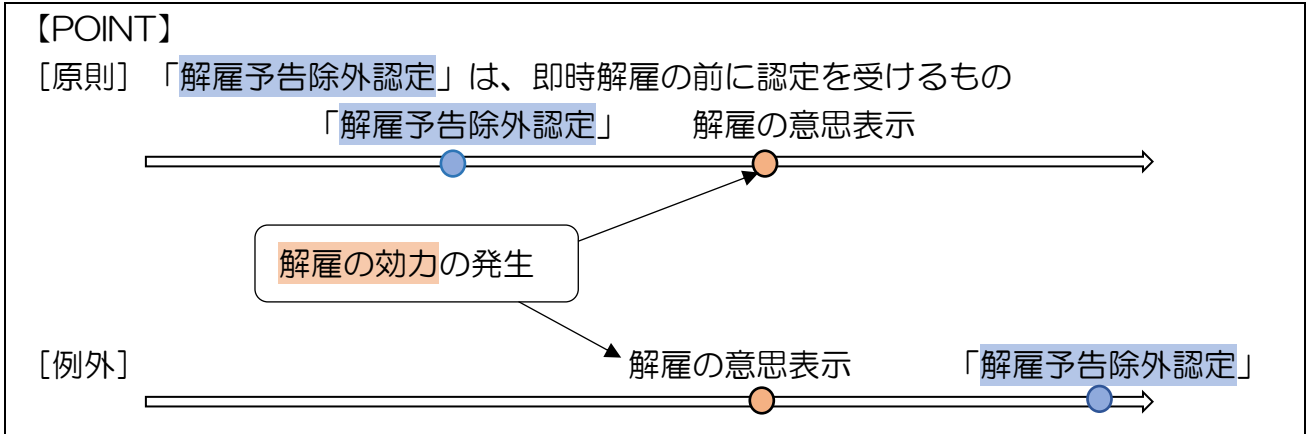 【POINT】
［原則］「解雇予告除外認定」は、即時解雇の前に認定を受けるもの
「解雇予告除外認定」 解雇の意思表示
解雇の効力の発生
［例外］ 解雇の意思表示 「解雇予告除外認定」